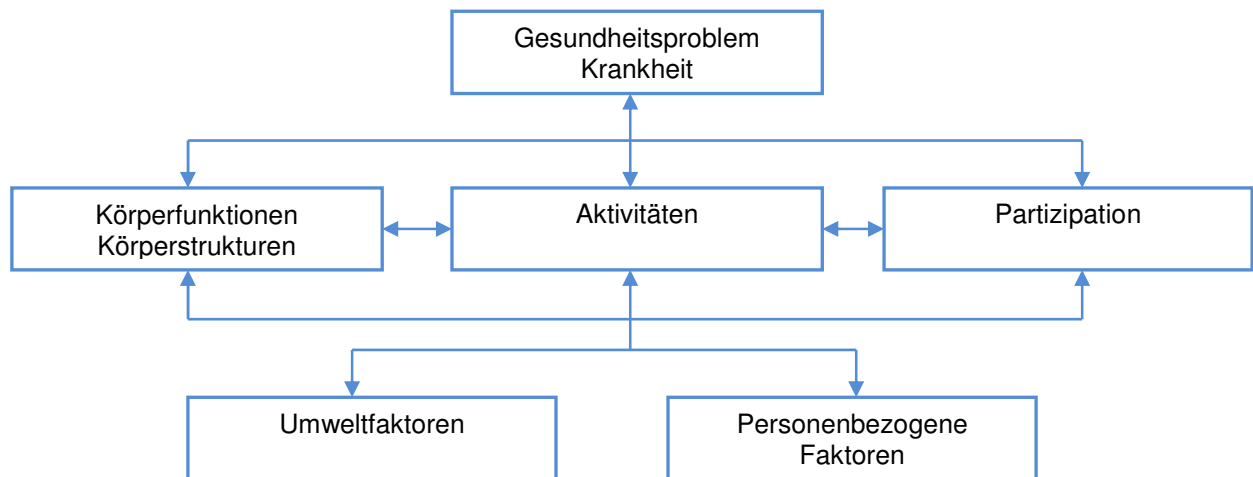 Gesundheitsproblem
Krankheit
Körperfunktionen
Körperstrukturen
Aktivitäten
Partizipation
Umweltfaktoren
Personenbezogene
Faktoren